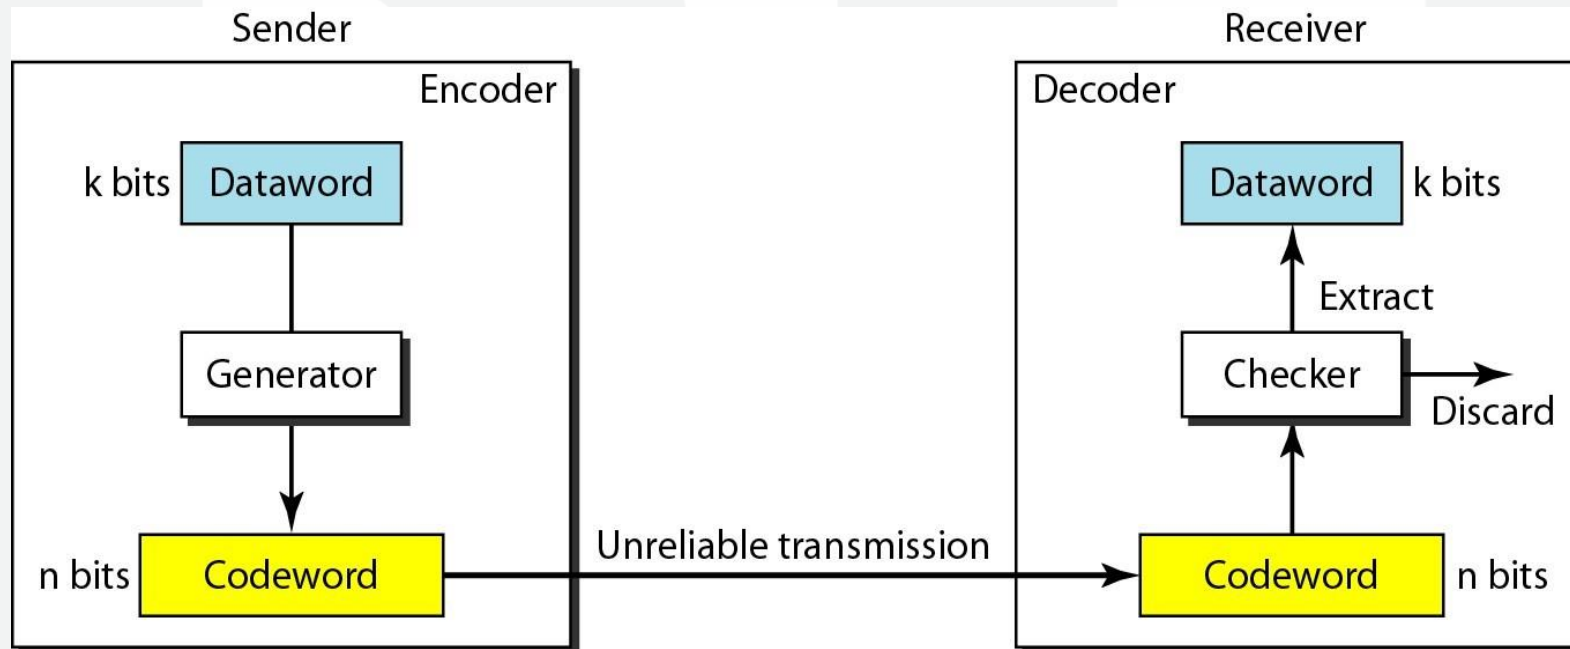 Sender
Encoder
k bits
Dataword
Generator
n bits
Codeword
Unreliable transmission
Receiver
Decoder
Dataword
k bits
Extract
Checker
Discard
Codeword
n bits